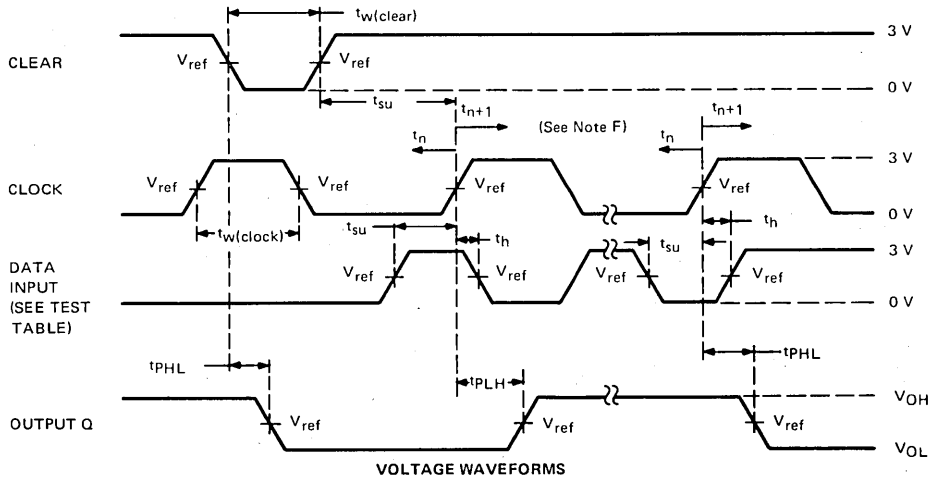 tw(clear)
3 V
CLEAR
Vref
Vref
0 V
tsu
tn+1
(See Note F)
tn+1
tn
tn
3 V
CLOCK
Vref
Vref
Vref
Vref
0 V
tw(clock)
tsu
th
tsu
th
3 V
DATA
INPUT
(SEE TEST
TABLE)
Vref
Vref
Vref
Vref
0 V
tPHL
tPLH
tPHL
VOH
OUTPUT Q
Vref
Vref
Vref
VOL
VOLTAGE WAVEFORMS